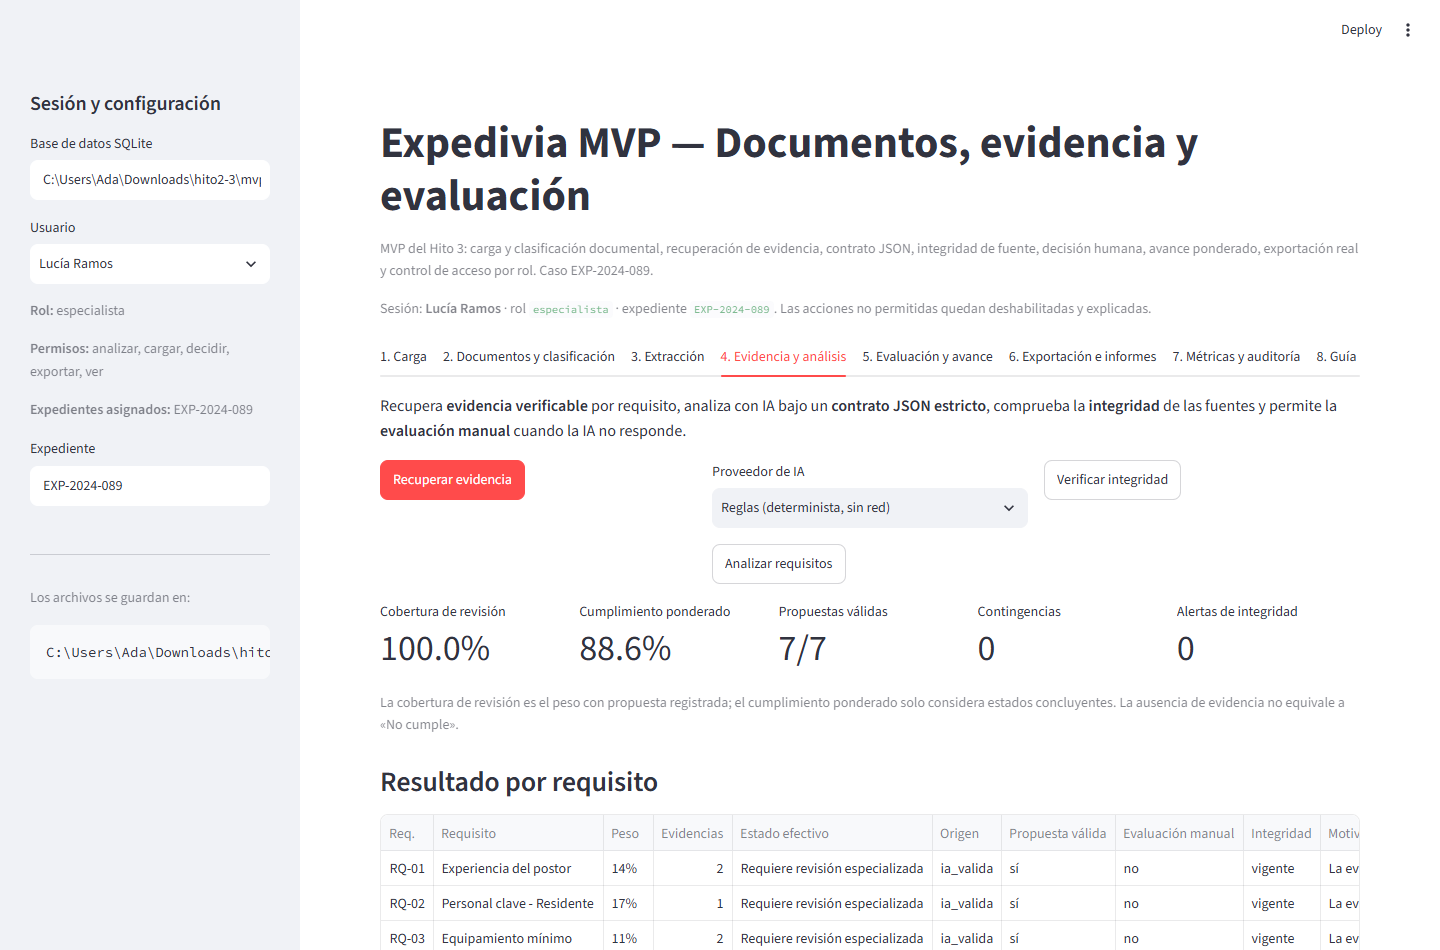 Deploy
Sesión y configuración
Base de datos SQLite
C:\Users\Ada\Downloads\hito2-3\mvp
Usuario
Lucía Ramos
Rol: especialista
Permisos: analizar, cargar, decidir,
exportar, ver
Expedientes asignados: EXP-2024-089
Expediente
EXP-2024-089
Los archivos se guardan en:
C:\Users\Ada\Downloads\hito
Expedivia MVP — Documentos, evidencia y
evaluación
MVP del Hito 3: carga y clasificación documental, recuperación de evidencia, contrato JSON, integridad de fuente, decisión humana, avance ponderado, exportación real
y control de acceso por rol. Caso EXP-2024-089.
Sesión: Lucía Ramos · rol especialista · expediente EXP-2024-089 . Las acciones no permitidas quedan deshabilitadas y explicadas.
1. Carga 2. Documentos y clasificación 3. Extracción 4. Evidencia y análisis 5. Evaluación y avance 6. Exportación e informes 7. Métricas y auditoría 8. Guía
Recupera evidencia verificable por requisito, analiza con IA bajo un contrato JSON estricto, comprueba la integridad de las fuentes y permite la
evaluación manual cuando la IA no responde.
Recuperar evidencia
Proveedor de IA
Reglas (determinista, sin red)
Analizar requisitos
Verificar integridad
Cobertura de revisión Cumplimiento ponderado Propuestas válidas Contingencias Alertas de integridad
100.0% 88.6% 7/7 0 0
La cobertura de revisión es el peso con propuesta registrada; el cumplimiento ponderado solo considera estados concluyentes. La ausencia de evidencia no equivale a
«No cumple».
Resultado por requisito
Req. Requisito Peso Evidencias Estado efectivo Origen Propuesta válida Evaluación manual Integridad Motiv
RQ-01 Experiencia del postor 14% 2 Requiere revisión especializada ia_valida sí no vigente La ev
RQ-02 Personal clave - Residente 17% 1 Requiere revisión especializada ia_valida sí no vigente La ev
RQ-03 Equipamiento mínimo 11% 2 Requiere revisión especializada ia_valida sí no vigente La ev